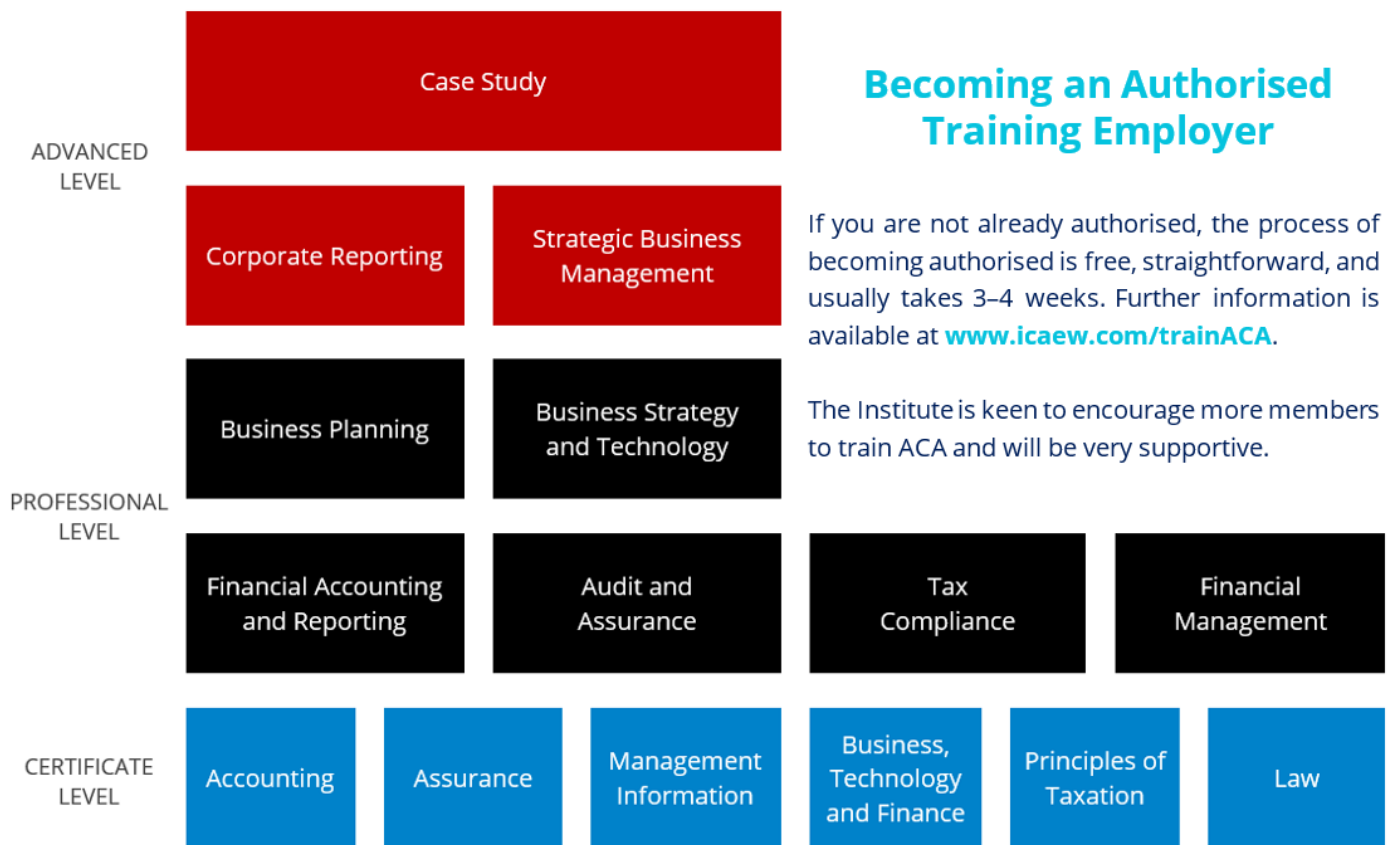 Case Study
Becoming an Authorised
Training Employer
ADVANCED
LEVEL
Corporate Reporting
Strategic Business
Management
If you are not already authorised, the process of
becoming authorised is free, straightforward, and
usually takes 3–4 weeks. Further information is
available at www.icaew.com/trainACA.
The Institute is keen to encourage more members
to train ACA and will be very supportive.
Business Planning
Business Strategy
and Technology
PROFESSIONAL
LEVEL
Financial Accounting
and Reporting
Audit and
Assurance
Tax
Compliance
Financial
Management
CERTIFICATE
LEVEL
Accounting
Assurance
Management
Information
Business,
Technology
and Finance
Principles of
Taxation
Law